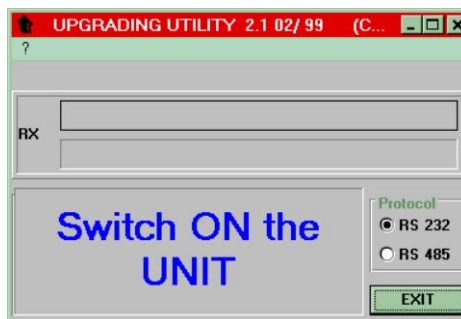 UPGRADING UTILITY 2.1 02/ 99 (C...
?
RX
Switch ON the
UNIT
Protocol
RS 232
RS 485
EXIT